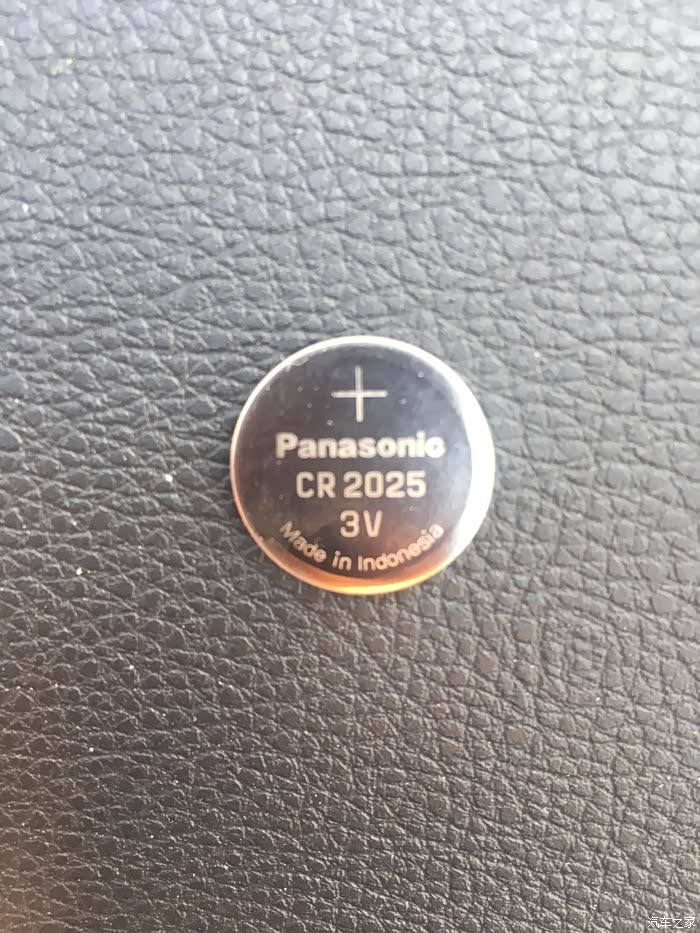 +
Panasonic
CR 2025
3V
Made in Indonesia
汽车之家